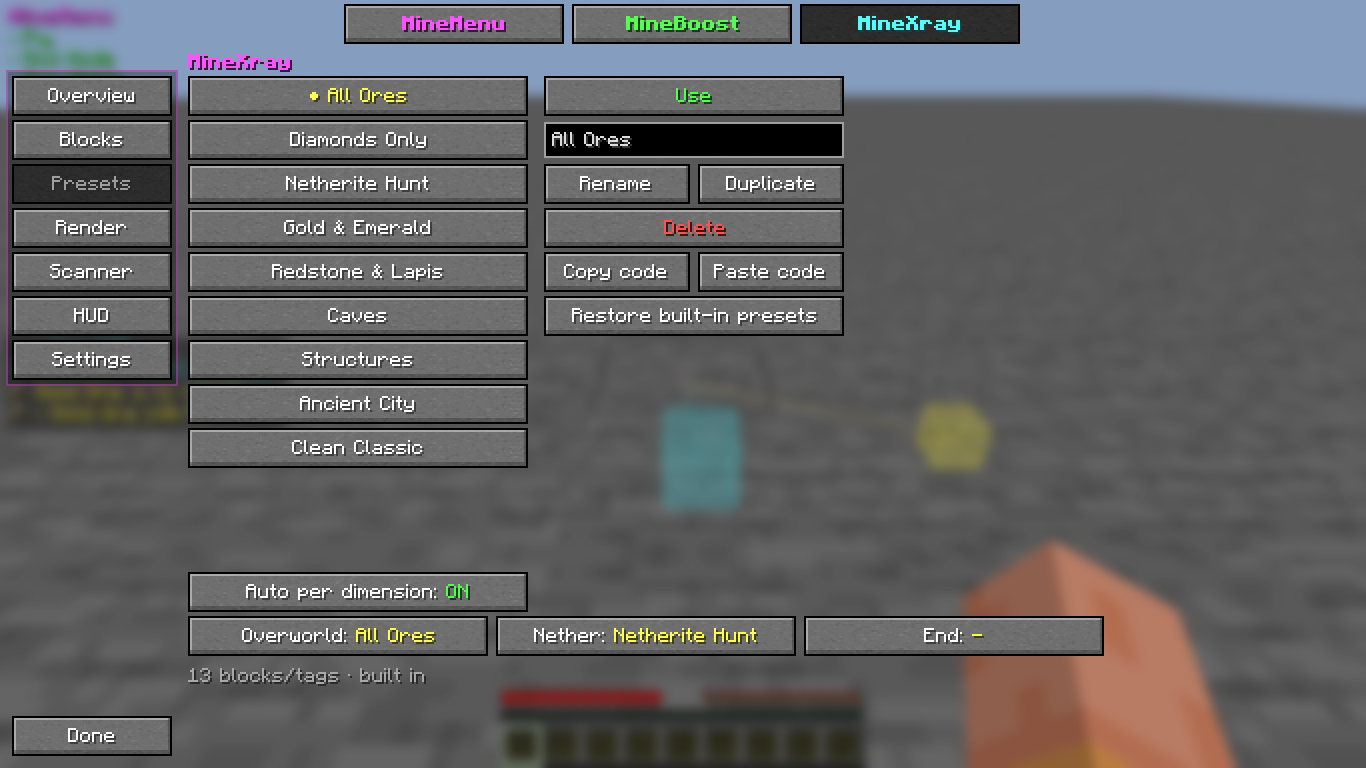 MineMenu MineBoost MineXray
MineXray
Overview
Blocks
Presets
Render
Scanner
HUD
Settings
• All Ores
Diamonds Only
Netherite Hunt
Gold & Emerald
Redstone & Lapis
Caves
Structures
Ancient City
Clean Classic
Use
All Ores
Rename Duplicate
Delete
Copy code Paste code
Restore built-in presets
Auto per dimension: ON
Overworld: All Ores Nether: Netherite Hunt End: -
13 blocks/tags · built in
Done